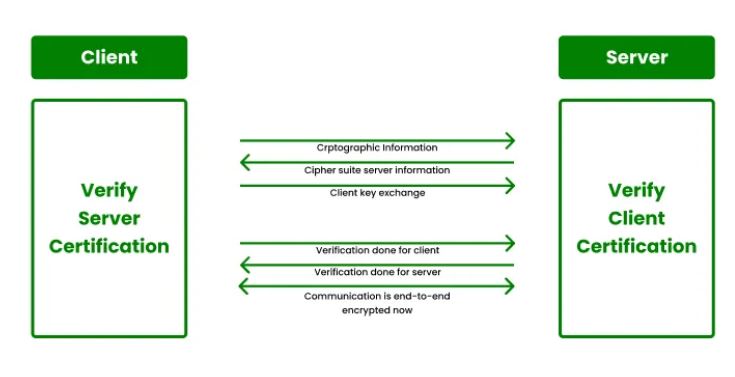 Client
Server
Verify
Server
Certification
Crptographic Information
Cipher suite server information
Client key exchange
Verification done for client
Verification done for server
Communication is end-to-end
encrypted now
Verify
Client
Certification